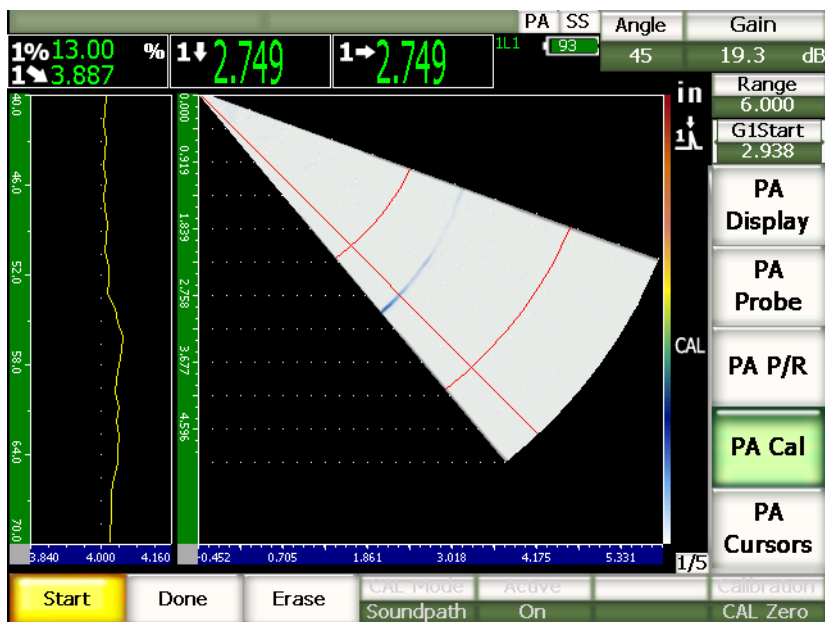 PA SS Angle Gain
1% 13.00 % 1 2.749 1 2.749 1L1 93 45 19.3 dB
1 3.887
in Range
6.000
1 G1Start
2.938
PA
Display
PA
Probe
PA P/R
CAL
PA Cal
PA
Cursors
40.0 46.0 52.0 58.0 64.0 70.0
0.000 0.919 1.839 2.758 3.677 4.596
3.840 4.000 4.160 -0.452 0.705 1.861 3.018 4.175 5.331 1/5
Start Done Erase CAL Mode Active Calibration
Soundpath On CAL Zero